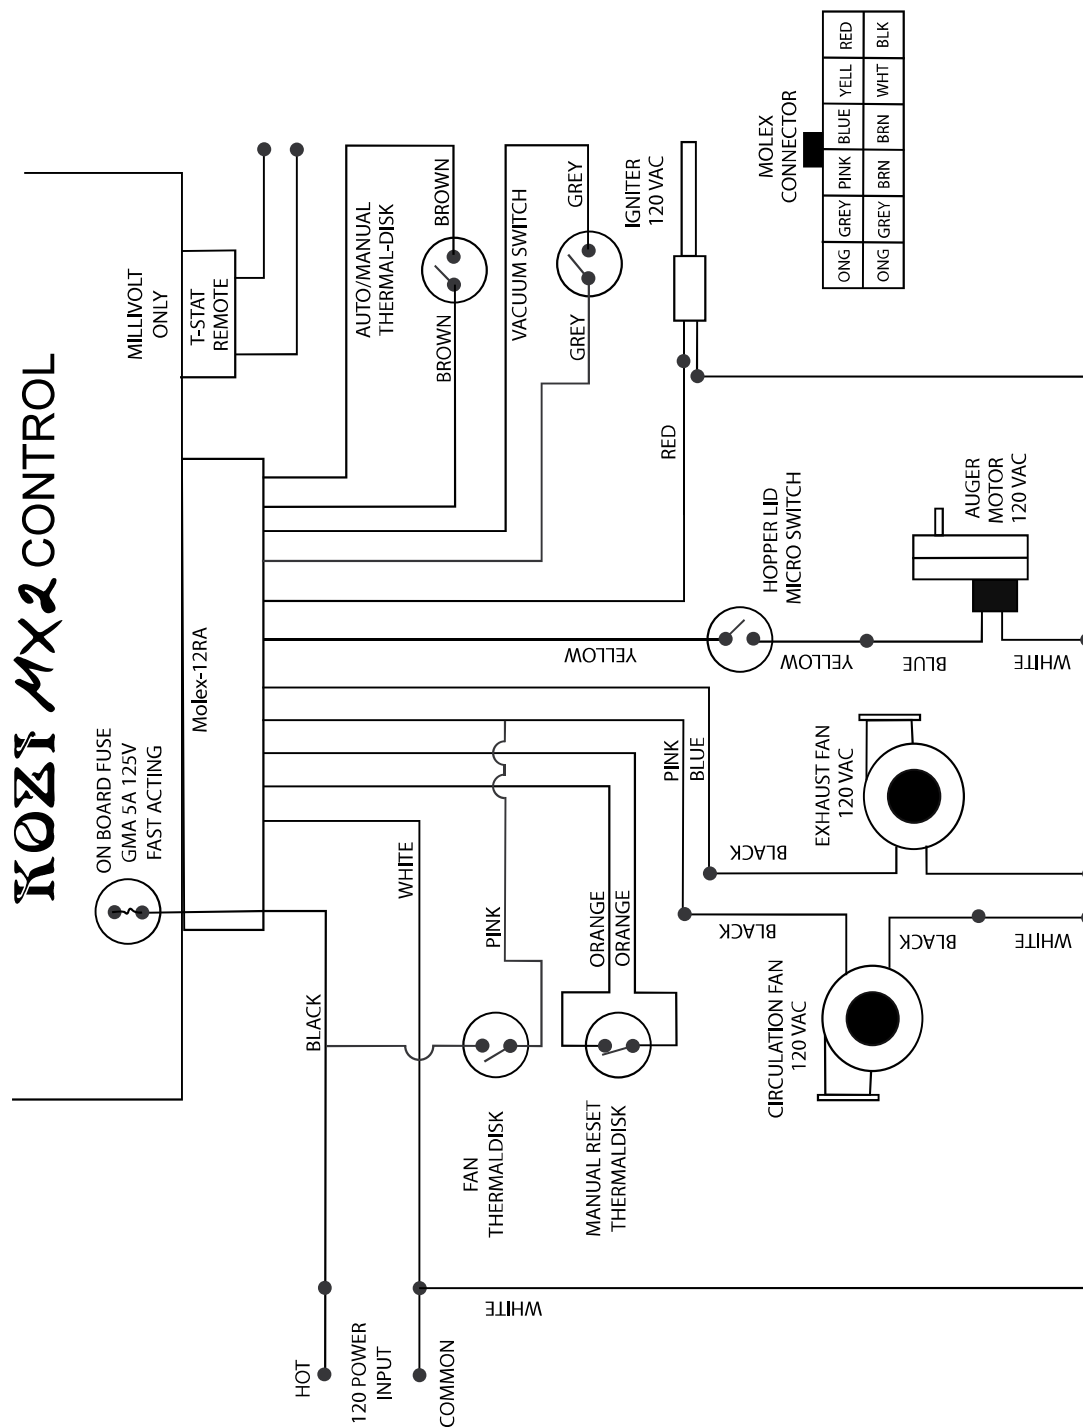 KOZI MX2 CONTROL
ON BOARD FUSE
GMA 5A 125V
FAST ACTING
MILLIVOLT
ONLY
T-STAT
REMOTE
Molex-12RA
HOT
120 POWER
INPUT
COMMON
BLACK
WHITE
WHITE
AUTO/MANUAL
THERMAL-DISK
BROWN
BROWN
VACUUM SWITCH
GREY
GREY
IGNITER
120 VAC
RED
FAN
THERMALDISK
PINK
MANUAL RESET
THERMALDISK
ORANGE
ORANGE
YELLOW
HOPPER LID
MICRO SWITCH
YELLOW
BLUE
AUGER
MOTOR
120 VAC
WHITE
PINK
BLUE
BLACK
EXHAUST FAN
120 VAC
BLACK
CIRCULATION FAN
120 VAC
BLACK
WHITE
MOLEX
CONNECTOR
ONG GREY PINK BLUE YELL RED
ONG GREY BRN BRN WHT BLK